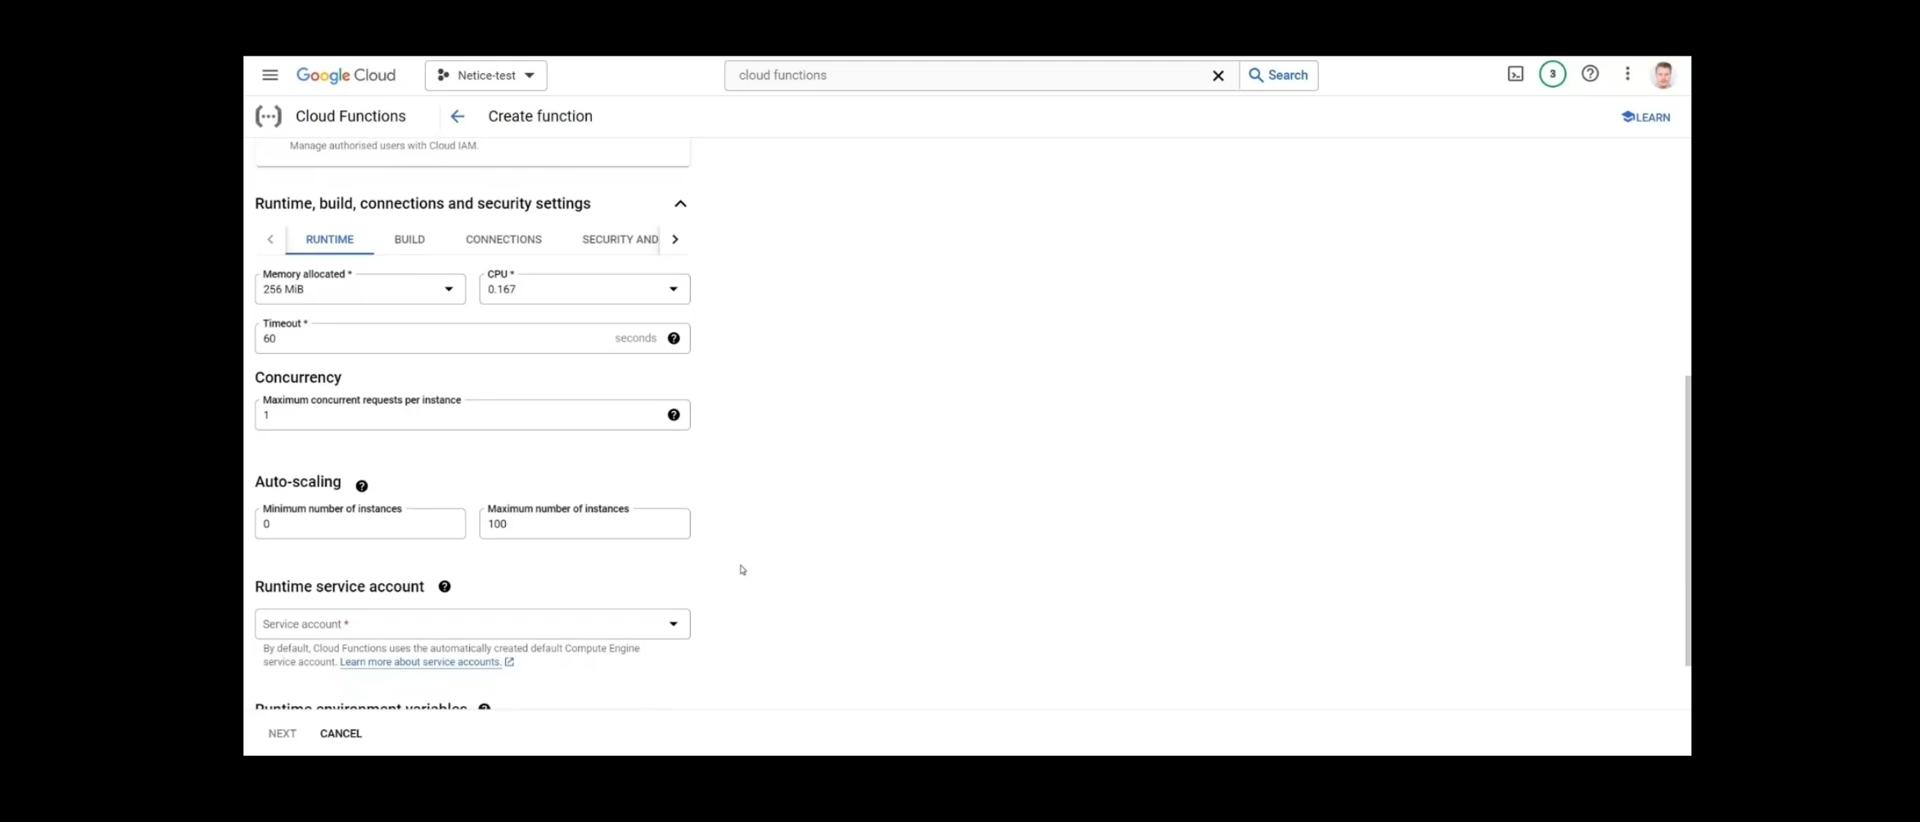 Google Cloud
Netice-test
cloud functions
Search
3
Cloud Functions
Create function
LEARN
Manage authorised users with Cloud IAM.
Runtime, build, connections and security settings
RUNTIME
BUILD
CONNECTIONS
SECURITY AND
Memory allocated *
256 MiB
CPU *
0.167
Timeout *
60
seconds
Concurrency
Maximum concurrent requests per instance
1
Auto-scaling
Minimum number of instances
0
Maximum number of instances
100
Runtime service account
Service account *
By default, Cloud Functions uses the automatically created default Compute Engine
service account. Learn more about service accounts.
Runtime environment variables
NEXT
CANCEL